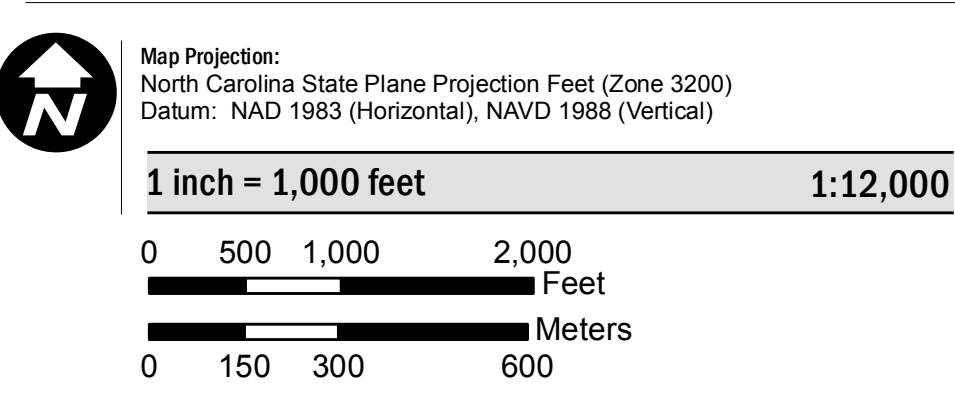 N
Map Projection:
North Carolina State Plane Projection Feet (Zone 3200)
Datum: NAD 1983 (Horizontal), NAVD 1988 (Vertical)
1 inch = 1,000 feet 1:12,000
0 500 1,000 2,000
Feet
Meters
0 150 300 600